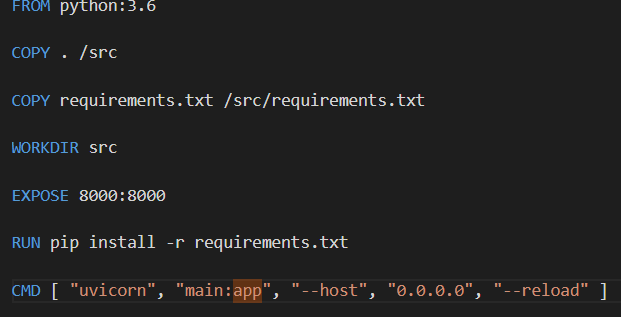 FROM python:3.6
COPY . /src
COPY requirements.txt /src/requirements.txt
WORKDIR src
EXPOSE 8000:8000
RUN pip install -r requirements.txt
CMD [ "uvicorn", "main:app", "--host", "0.0.0.0", "--reload" ]